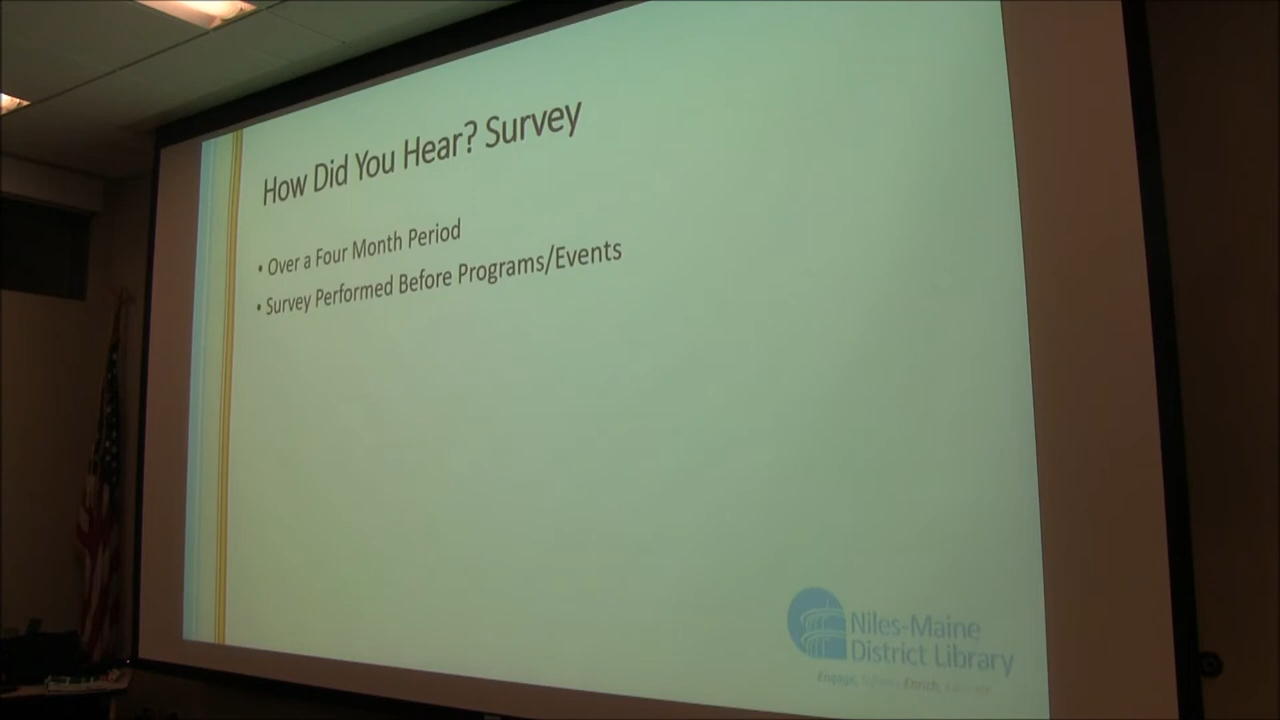 How Did You Hear? Survey
• Over a Four Month Period
• Survey Performed Before Programs/Events
Niles-Maine
District Library
Engage, Enrich,